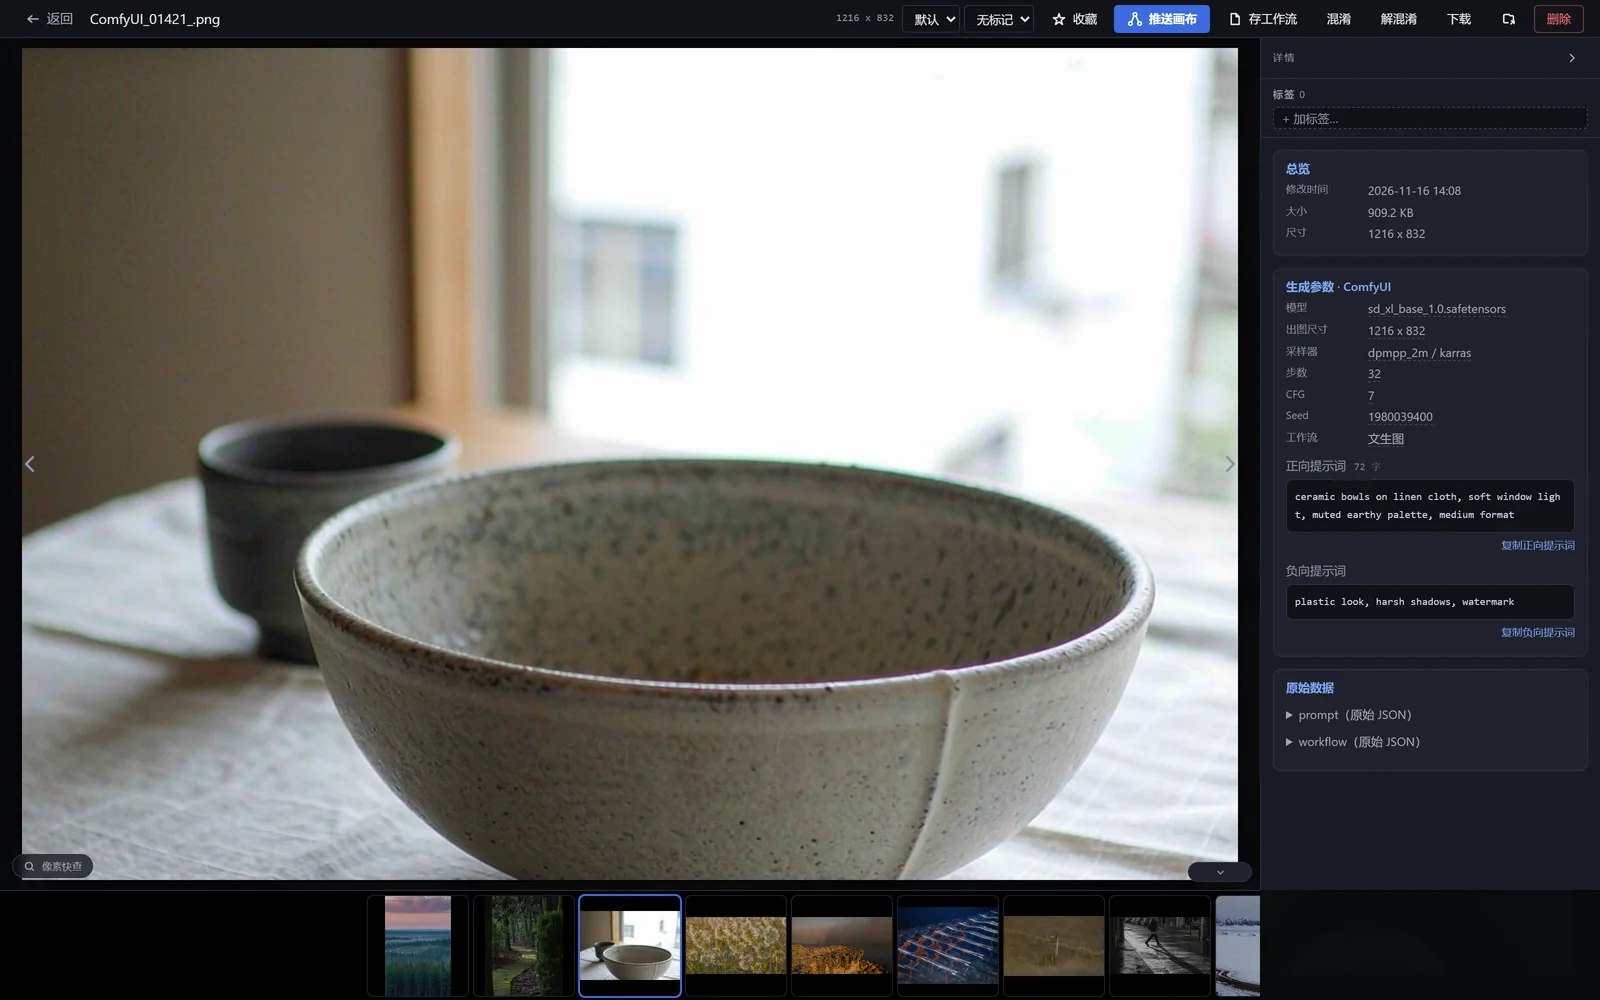 返回
ComfyUI_01421_.png
1216 x 832
默认
无标记
收藏
推送画布
存工作流
混淆
解混淆
下载
删除
详情
标签 0
+ 加标签...
总览
修改时间 2026-11-16 14:08
大小 909.2 KB
尺寸 1216 x 832
生成参数 · ComfyUI
模型 sd_xl_base_1.0.safetensors
出图尺寸 1216 x 832
采样器 dpmpp_2m / karras
步数 32
CFG 7
Seed 1980039400
工作流 文生图
正向提示词 72 字
ceramic bowls on linen cloth, soft window ligh
t, muted earthy palette, medium format
复制正向提示词
负向提示词
plastic look, harsh shadows, watermark
复制负向提示词
原始数据
prompt（原始 JSON）
workflow（原始 JSON）
像素快查